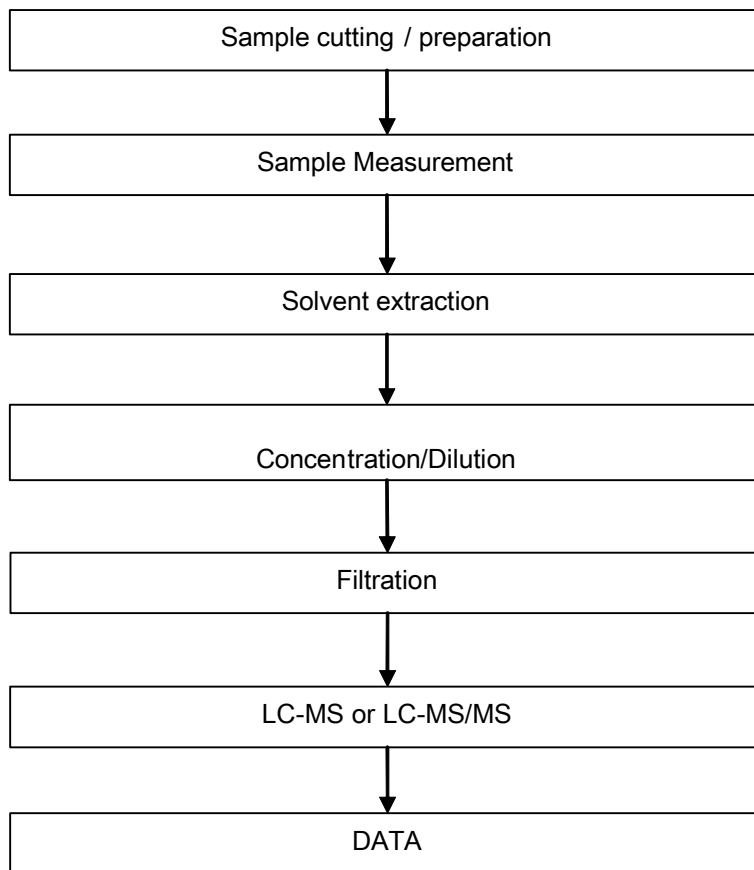 Sample cutting / preparation
Sample Measurement
Solvent extraction
Concentration/Dilution
Filtration
LC-MS or LC-MS/MS
DATA